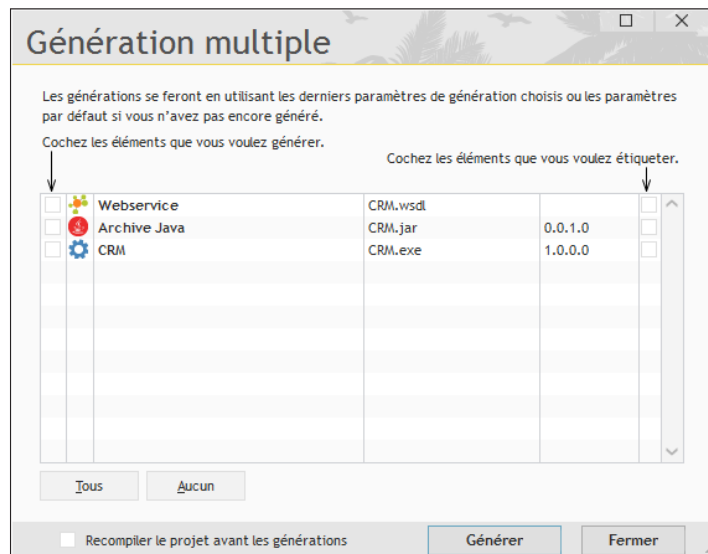 Génération multiple
Les générations se feront en utilisant les derniers paramètres de génération choisis ou les paramètres
par défaut si vous n'avez pas encore généré.
Cochez les éléments que vous voulez générer.
Cochez les éléments que vous voulez étiqueter.
Webservice CRM.wsdl
Archive Java CRM.jar 0.0.1.0
CRM CRM.exe 1.0.0.0
Tous Aucun
Recompiler le projet avant les générations Générer Fermer